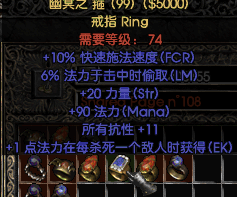 幽冥之 箍 (99) ($5000)
戒指 Ring
需要等级：74
+10% 快速施法速度(FCR)
6% 法力于击中时偷取(LM)
+20 力量(Str)
+90 法力(Mana)
所有抗性 +11
+1 点法力在每杀死一个敌人时获得(EK)
55
n°108